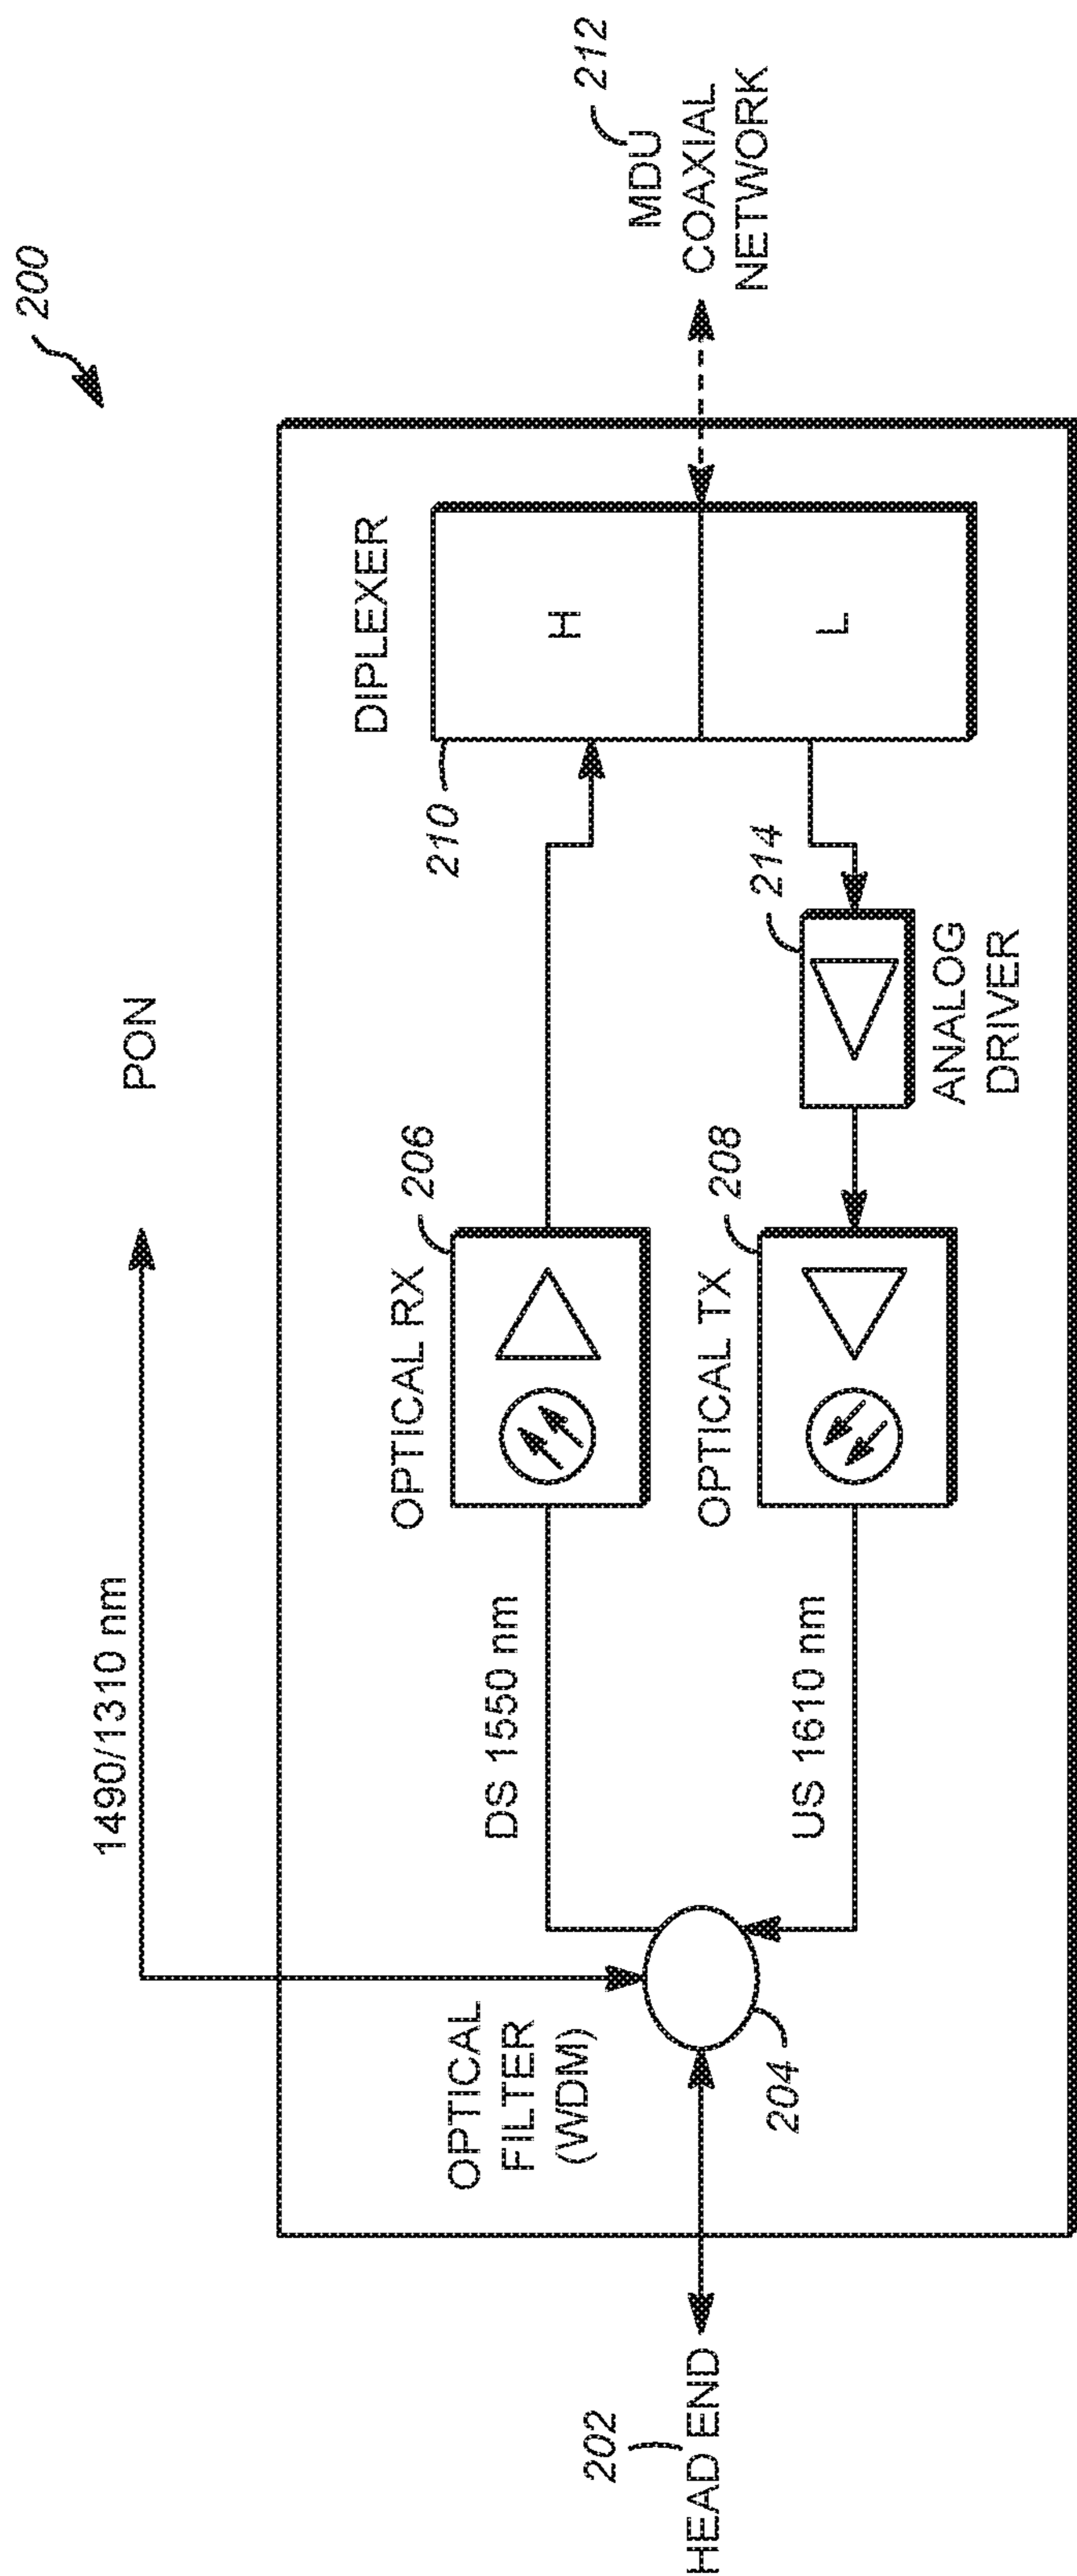 200
1490/1310 nm
PON
OPTICAL
FILTER
(WDM)
OPTICAL RX
206
DIPLEXER
210
H
L
MDU
COAXIAL
NETWORK
212
DS 1550 nm
202
HEAD END
204
US 1610 nm
OPTICAL TX
208
214
ANALOG
DRIVER